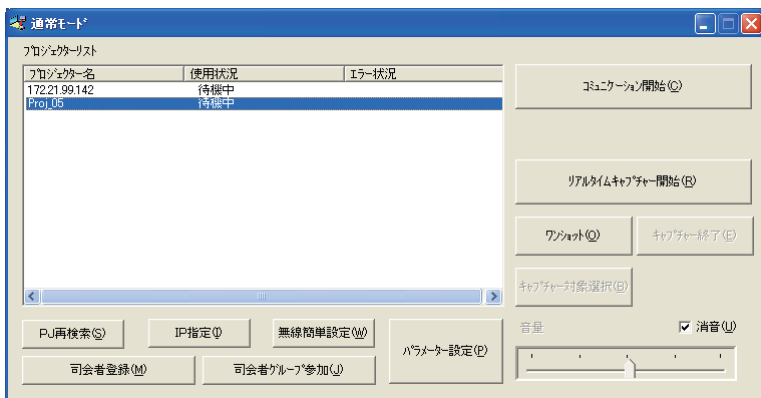 通常モード
プロジェクターリスト
プロジェクター名 使用状況 エラー状況
172.21.99.142 待機中
Proj_05 待機中
コミュニケーション開始(C)
リアルタイムキャプチャー開始(R)
ワンショット(O) キャプチャー終了(E)
キャプチャー対象選択(B)
PJ再検索(S) IP指定(I) 無線簡単設定(W)
パラメーター設定(P)
音量 消音(U)
司会者登録(M) 司会者グループ参加(J)